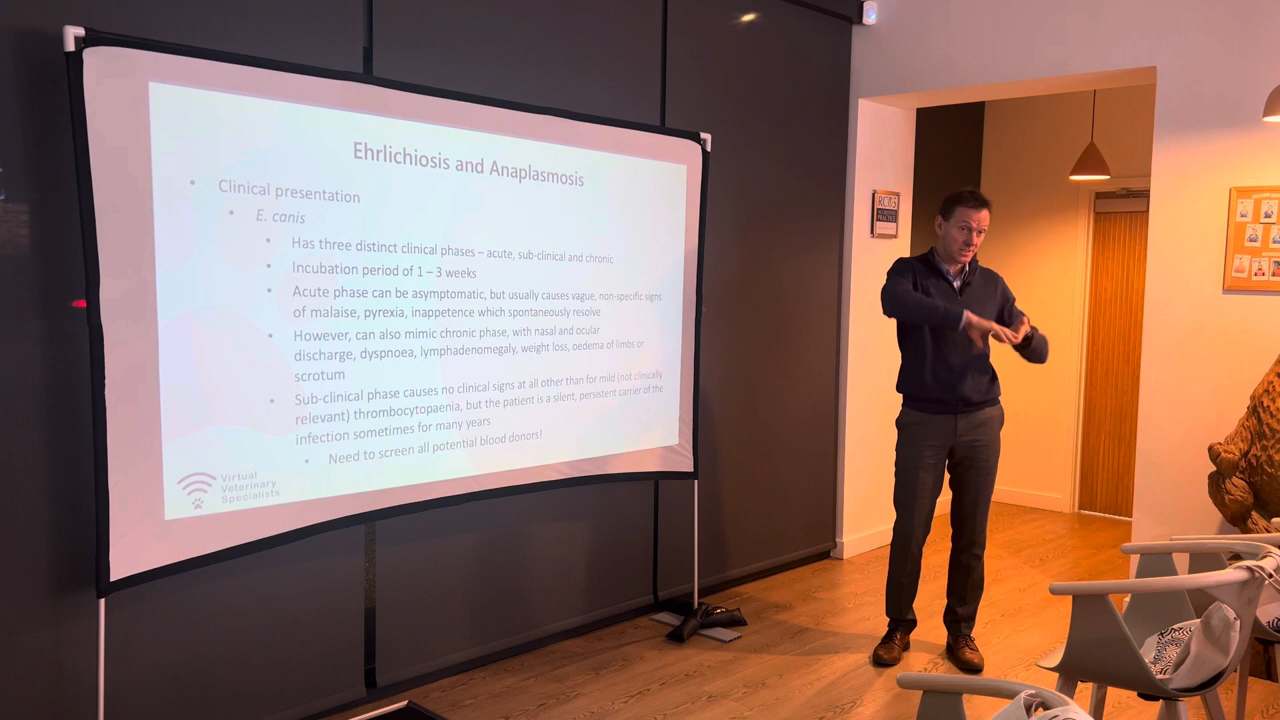 Ehrlichiosis and Anaplasmosis
• Clinical presentation
• E. canis
• Has three distinct clinical phases – acute, sub-clinical and chronic
• Incubation period of 1 – 3 weeks
• Acute phase can be asymptomatic, but usually causes vague, non-specific signs
of malaise, pyrexia, inappetence which spontaneously resolve
• However, can also mimic chronic phase, with nasal and ocular
discharge, dyspnoea, lymphadenomegaly, weight loss, oedema of limbs or
scrotum
• Sub-clinical phase causes no clinical signs at all other than for mild (not clinically
relevant) thrombocytopaenia, but the patient is a silent, persistent carrier of the
infection sometimes for many years
• Need to screen all potential blood donors!
Virtual
Veterinary
Specialists
RCVS
ACCREDITED
PRACTICE